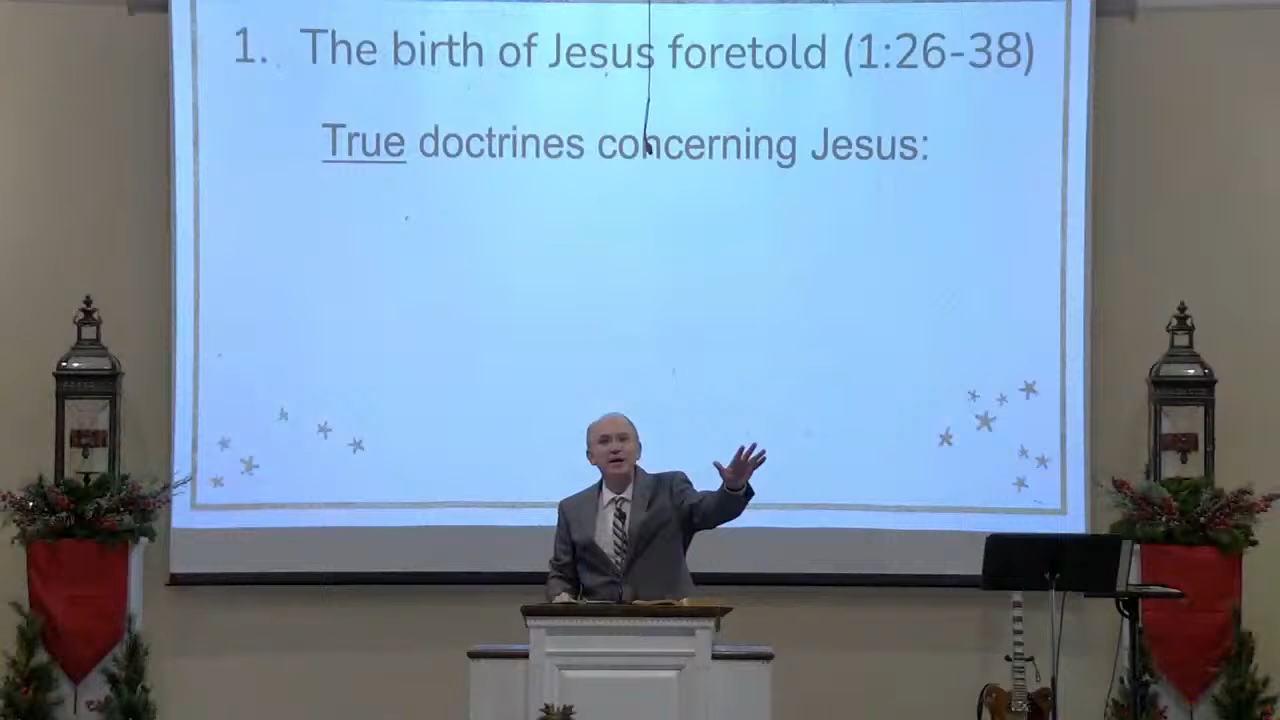 1. The birth of Jesus foretold (1:26-38)
True doctrines concerning Jesus: